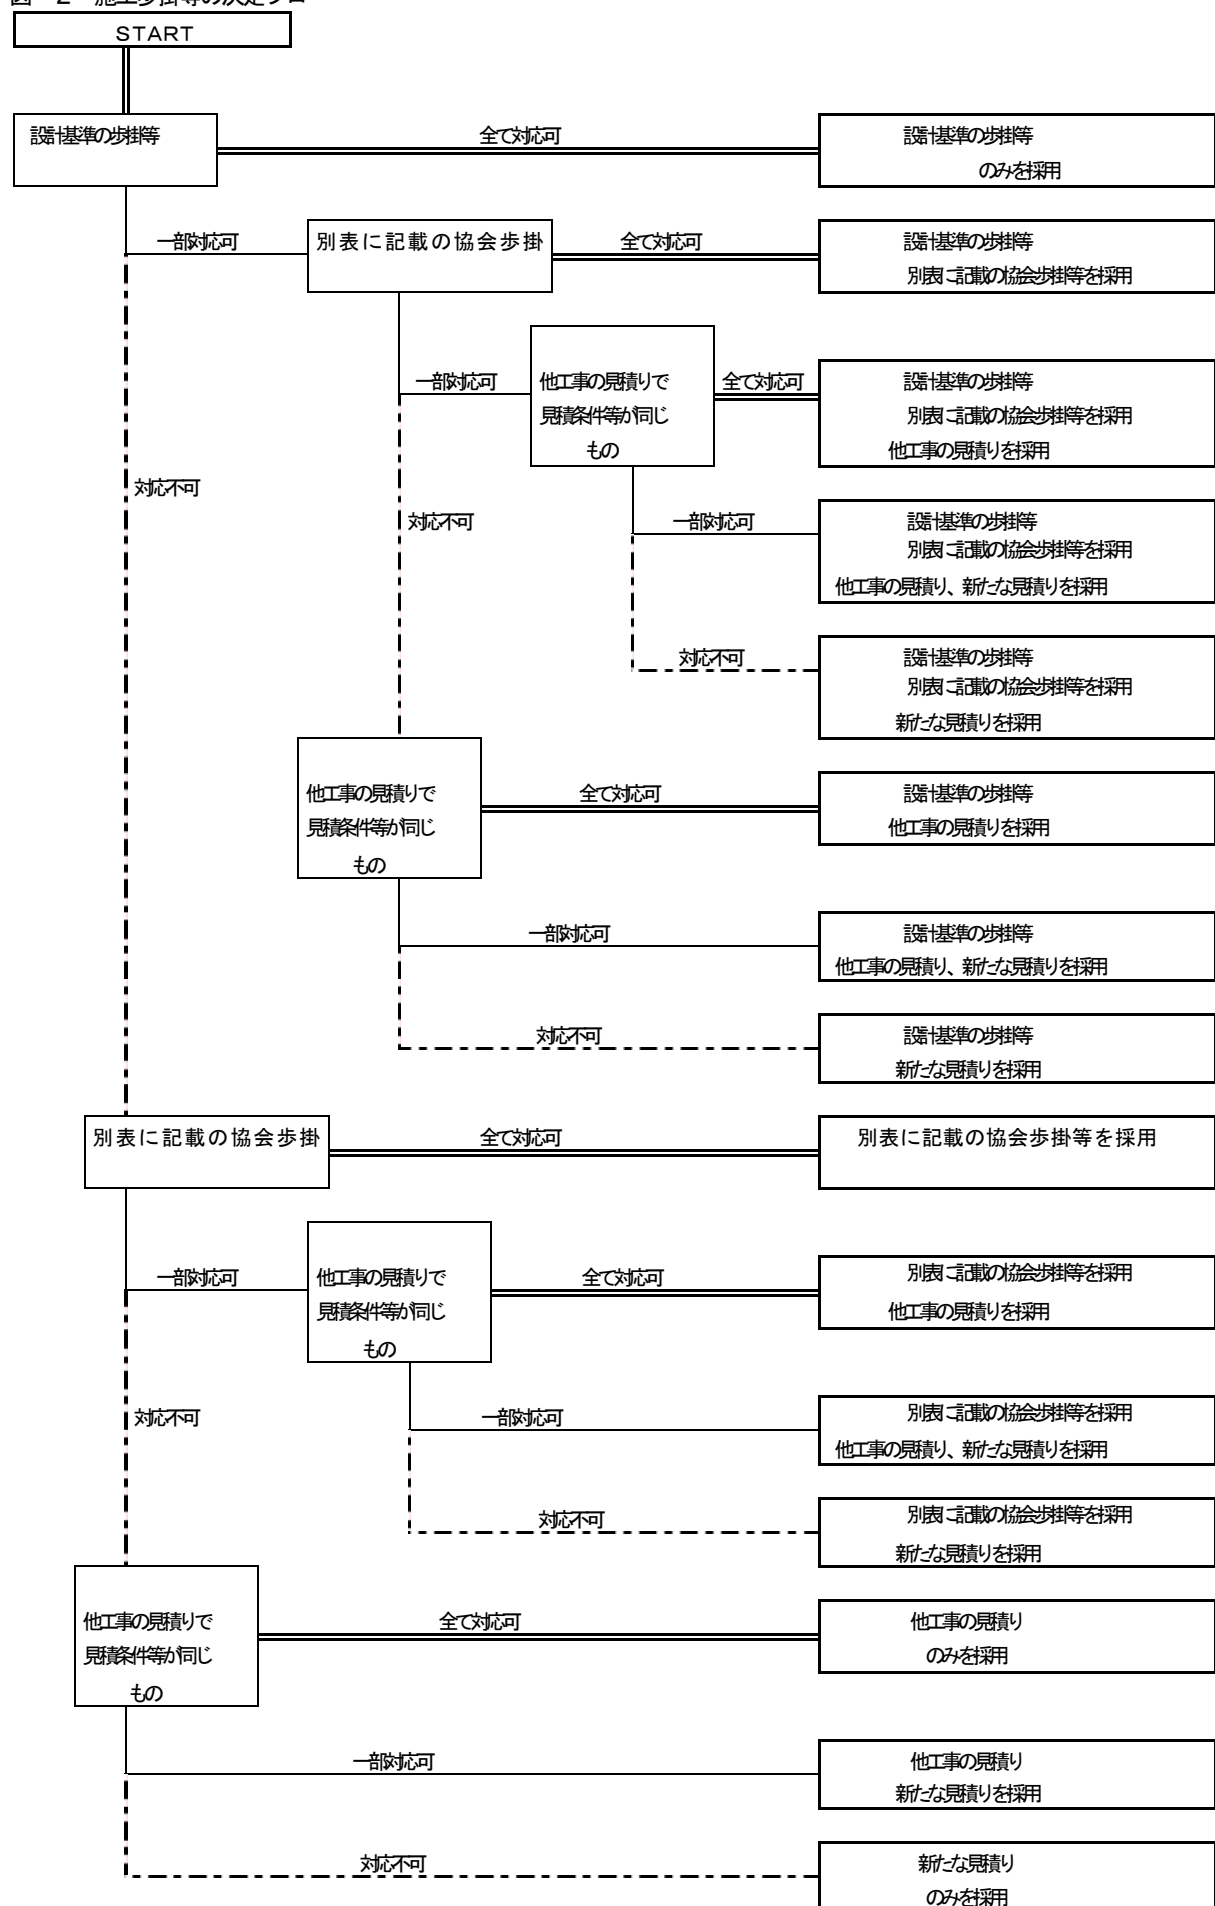 図－２ 施工歩掛等の決定フロー
ＳＴＡＲＴ
設計基準の歩掛等
全て対応可
設計基準の歩掛等
のみを採用
一部対応可
別表に記載の協会歩掛
全て対応可
設計基準の歩掛等
別表に記載の協会歩掛等を採用
一部対応可
他工事の見積りで
見積条件等が同じ
もの
全て対応可
設計基準の歩掛等
別表に記載の協会歩掛等を採用
他工事の見積りを採用
対応不可
対応不可
一部対応可
設計基準の歩掛等
別表に記載の協会歩掛等を採用
他工事の見積り、新たな見積りを採用
対応不可
設計基準の歩掛等
別表に記載の協会歩掛等を採用
新たな見積りを採用
他工事の見積りで
見積条件等が同じ
もの
全て対応可
設計基準の歩掛等
他工事の見積りを採用
一部対応可
設計基準の歩掛等
他工事の見積り、新たな見積りを採用
対応不可
設計基準の歩掛等
新たな見積りを採用
別表に記載の協会歩掛
全て対応可
別表に記載の協会歩掛等を採用
一部対応可
他工事の見積りで
見積条件等が同じ
もの
全て対応可
別表に記載の協会歩掛等を採用
他工事の見積りを採用
対応不可
一部対応可
別表に記載の協会歩掛等を採用
他工事の見積り、新たな見積りを採用
対応不可
別表に記載の協会歩掛等を採用
新たな見積りを採用
他工事の見積りで
見積条件等が同じ
もの
全て対応可
他工事の見積り
のみを採用
一部対応可
他工事の見積り
新たな見積りを採用
対応不可
新たな見積り
のみを採用